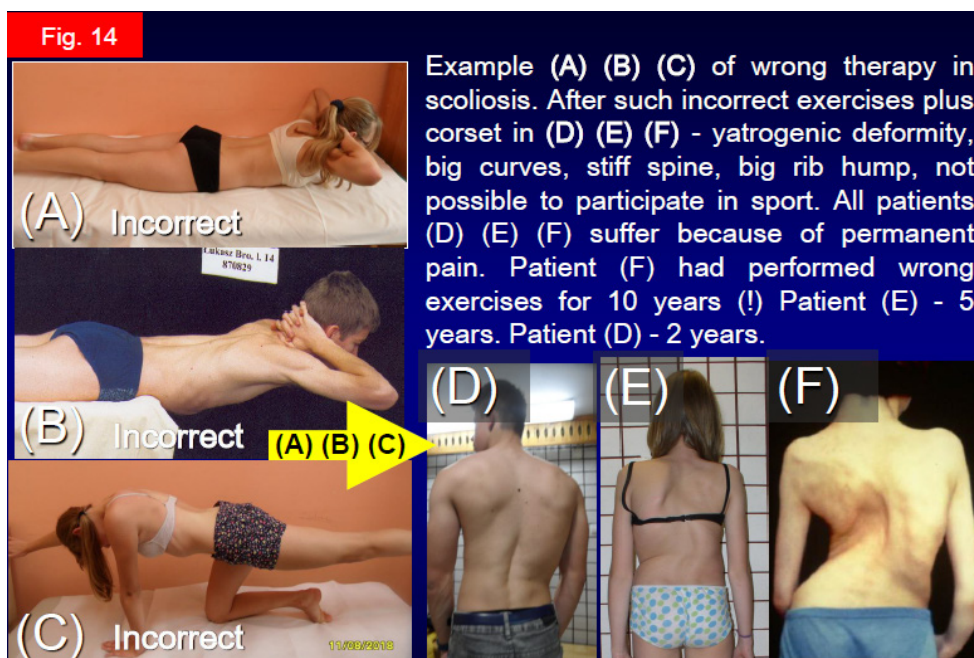 Fig. 14
Example (A) (B) (C) of wrong therapy in
scoliosis. After such incorrect exercises plus
corset in (D) (E) (F) - yatrogenic deformity,
big curves, stiff spine, big rib hump, not
possible to participate in sport. All patients
(D) (E) (F) suffer because of permanent
pain. Patient (F) had performed wrong
exercises for 10 years (!) Patient (E) - 5
years. Patient (D) - 2 years.
(A) Incorrect
Łukasz Bro. l. 14
870829
(B) Incorrect
(A) (B) (C)
(D)
(E)
(F)
(C) Incorrect
11/08/2018